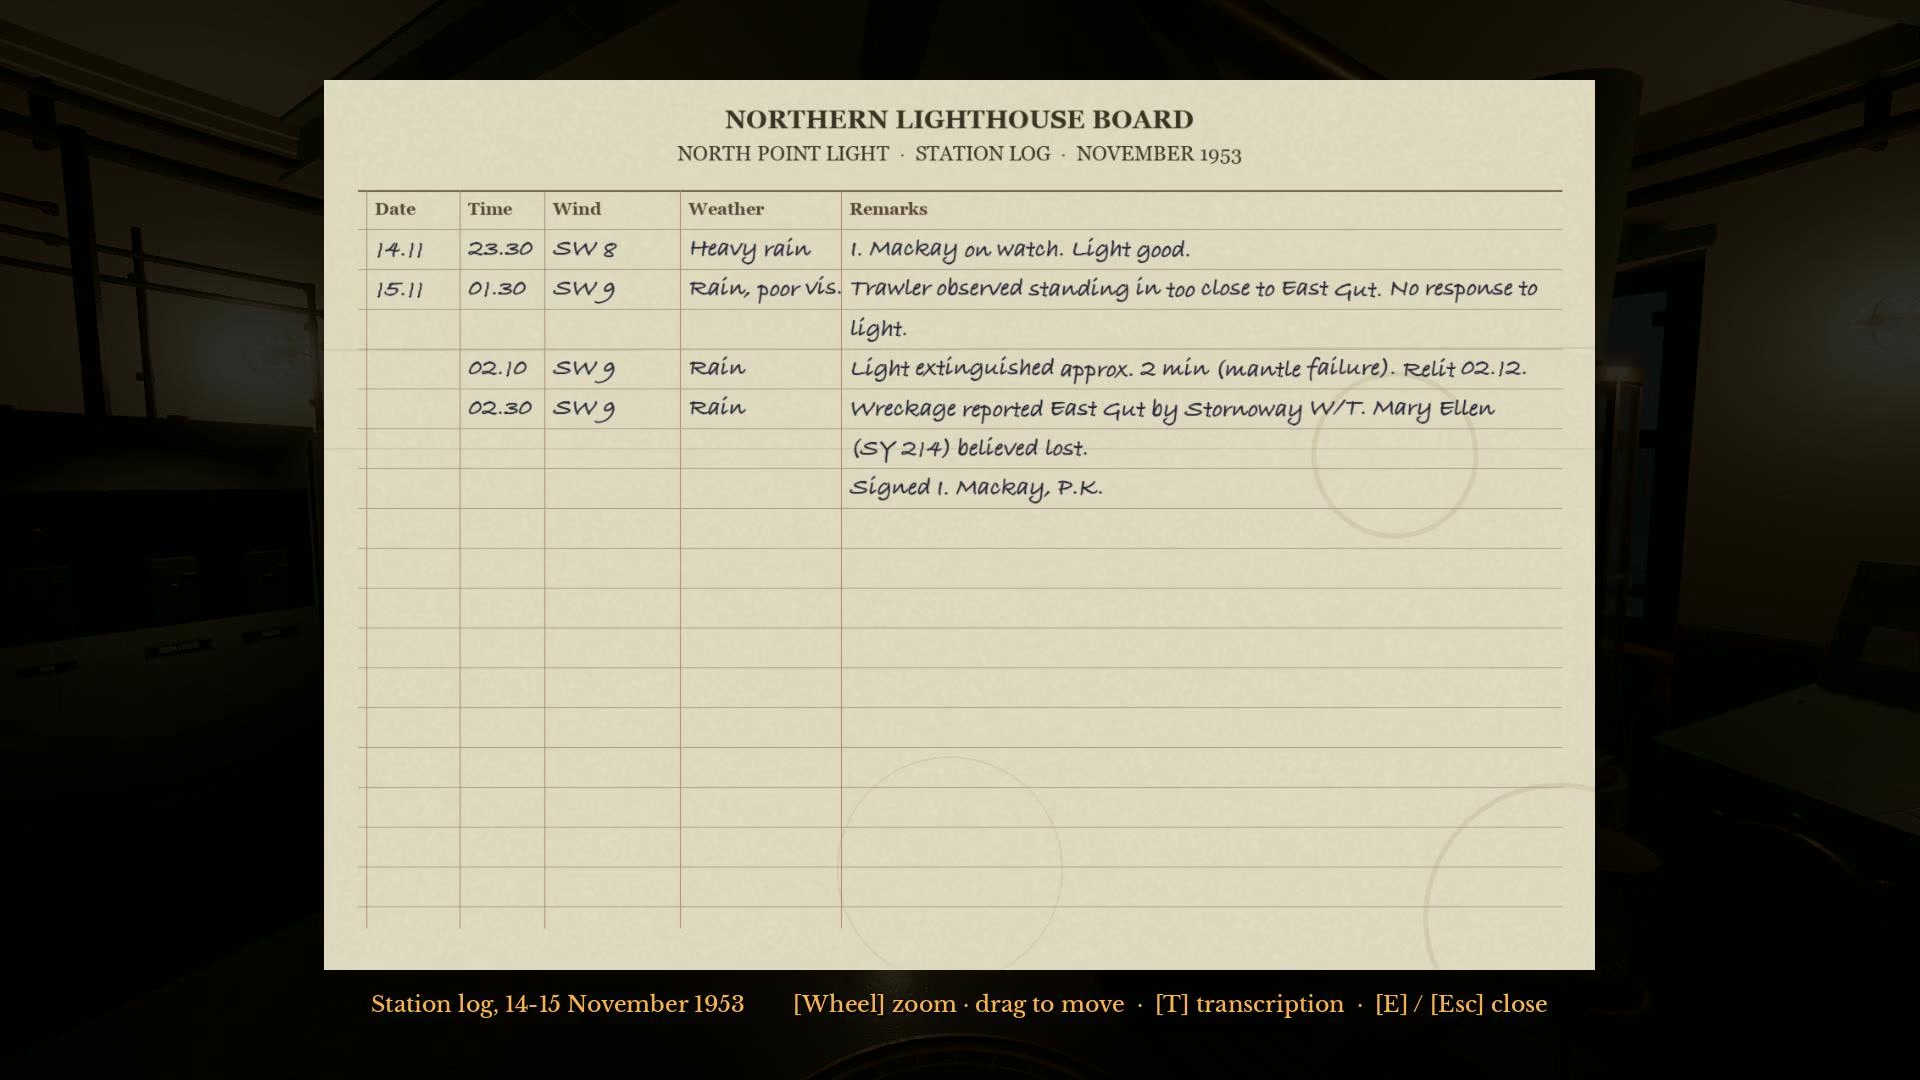 NORTHERN LIGHTHOUSE BOARD
NORTH POINT LIGHT · STATION LOG · NOVEMBER 1953
Date Time Wind Weather Remarks
14.11 23.30 SW 8 Heavy rain I. Mackay on watch. Light good.
15.11 01.30 SW 9 Rain, poor vis. Trawler observed standing in too close to East Gut. No response to
light.
02.10 SW 9 Rain Light extinguished approx. 2 min (mantle failure). Relit 02.12.
02.30 SW 9 Rain Wreckage reported East Gut by Stornoway W/T. Mary Ellen
(SY 214) believed lost.
Signed I. Mackay, P.K.
ROOM LIGHTS
Station log, 14-15 November 1953 [Wheel] zoom · drag to move · [T] transcription · [E] / [Esc] close